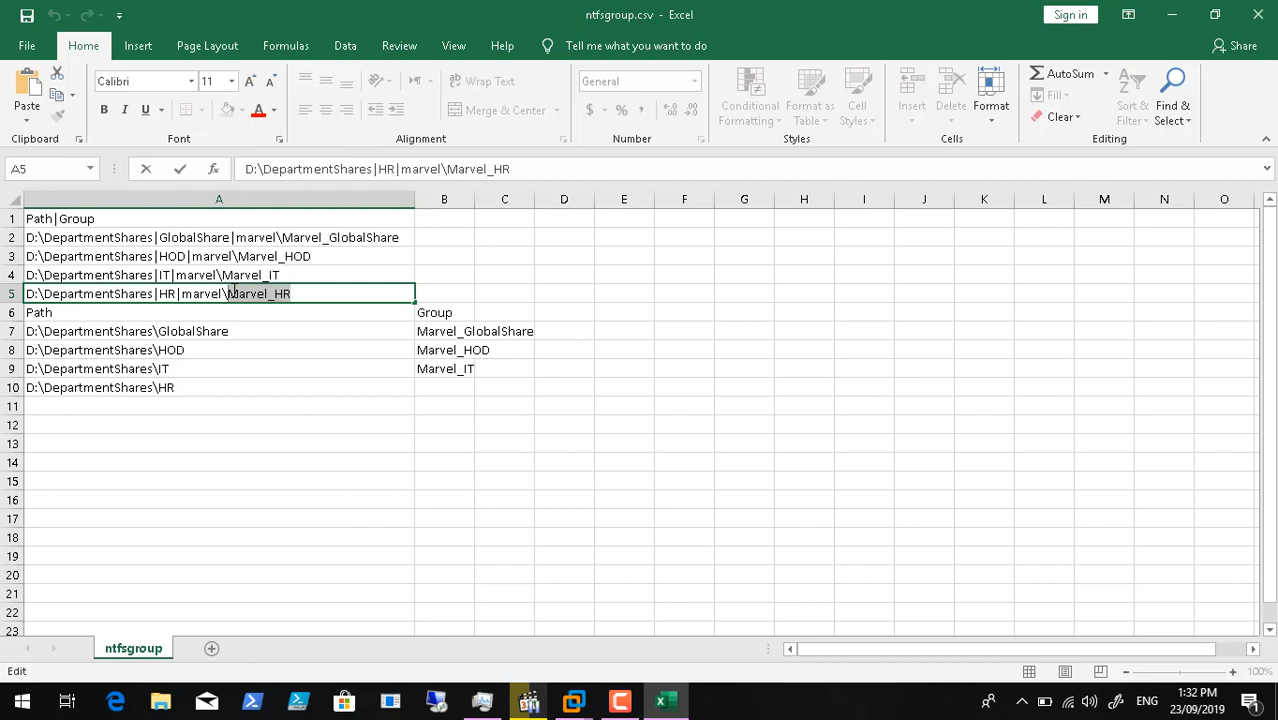 ntfsgroup.csv - Excel
Sign in
File Home Insert Page Layout Formulas Data Review View Help Tell me what you want to do Share
Paste
Calibri 11
B I U
A
Wrap Text
Merge & Center
General
$ %
Conditional Formatting
Format as Table
Cell Styles
Insert Delete Format
AutoSum
Fill
Clear
Sort & Filter
Find & Select
Clipboard Font Alignment Number Styles Cells Editing
A5 fx D:\DepartmentShares|HR|marvel\Marvel_HR
A B C D E F G H I J K L M N O
1 Path|Group
2 D:\DepartmentShares|GlobalShare|marvel\Marvel_GlobalShare
3 D:\DepartmentShares|HOD|marvel\Marvel_HOD
4 D:\DepartmentShares|IT|marvel\Marvel_IT
5 D:\DepartmentShares|HR|marvel\Marvel_HR
6 Path Group
7 D:\DepartmentShares\GlobalShare Marvel_GlobalShare
8 D:\DepartmentShares\HOD Marvel_HOD
9 D:\DepartmentShares\IT Marvel_IT
10 D:\DepartmentShares\HR
11
12
13
14
15
16
17
18
19
20
21
22
23
ntfsgroup
Edit 100%
ENG
1:32 PM
23/09/2019
1